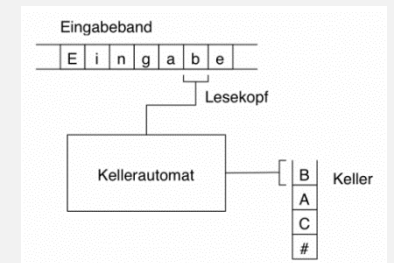 Eingabeband
E i n g a b e
Lesekopf
Kellerautomat
B
Keller
A
C
#